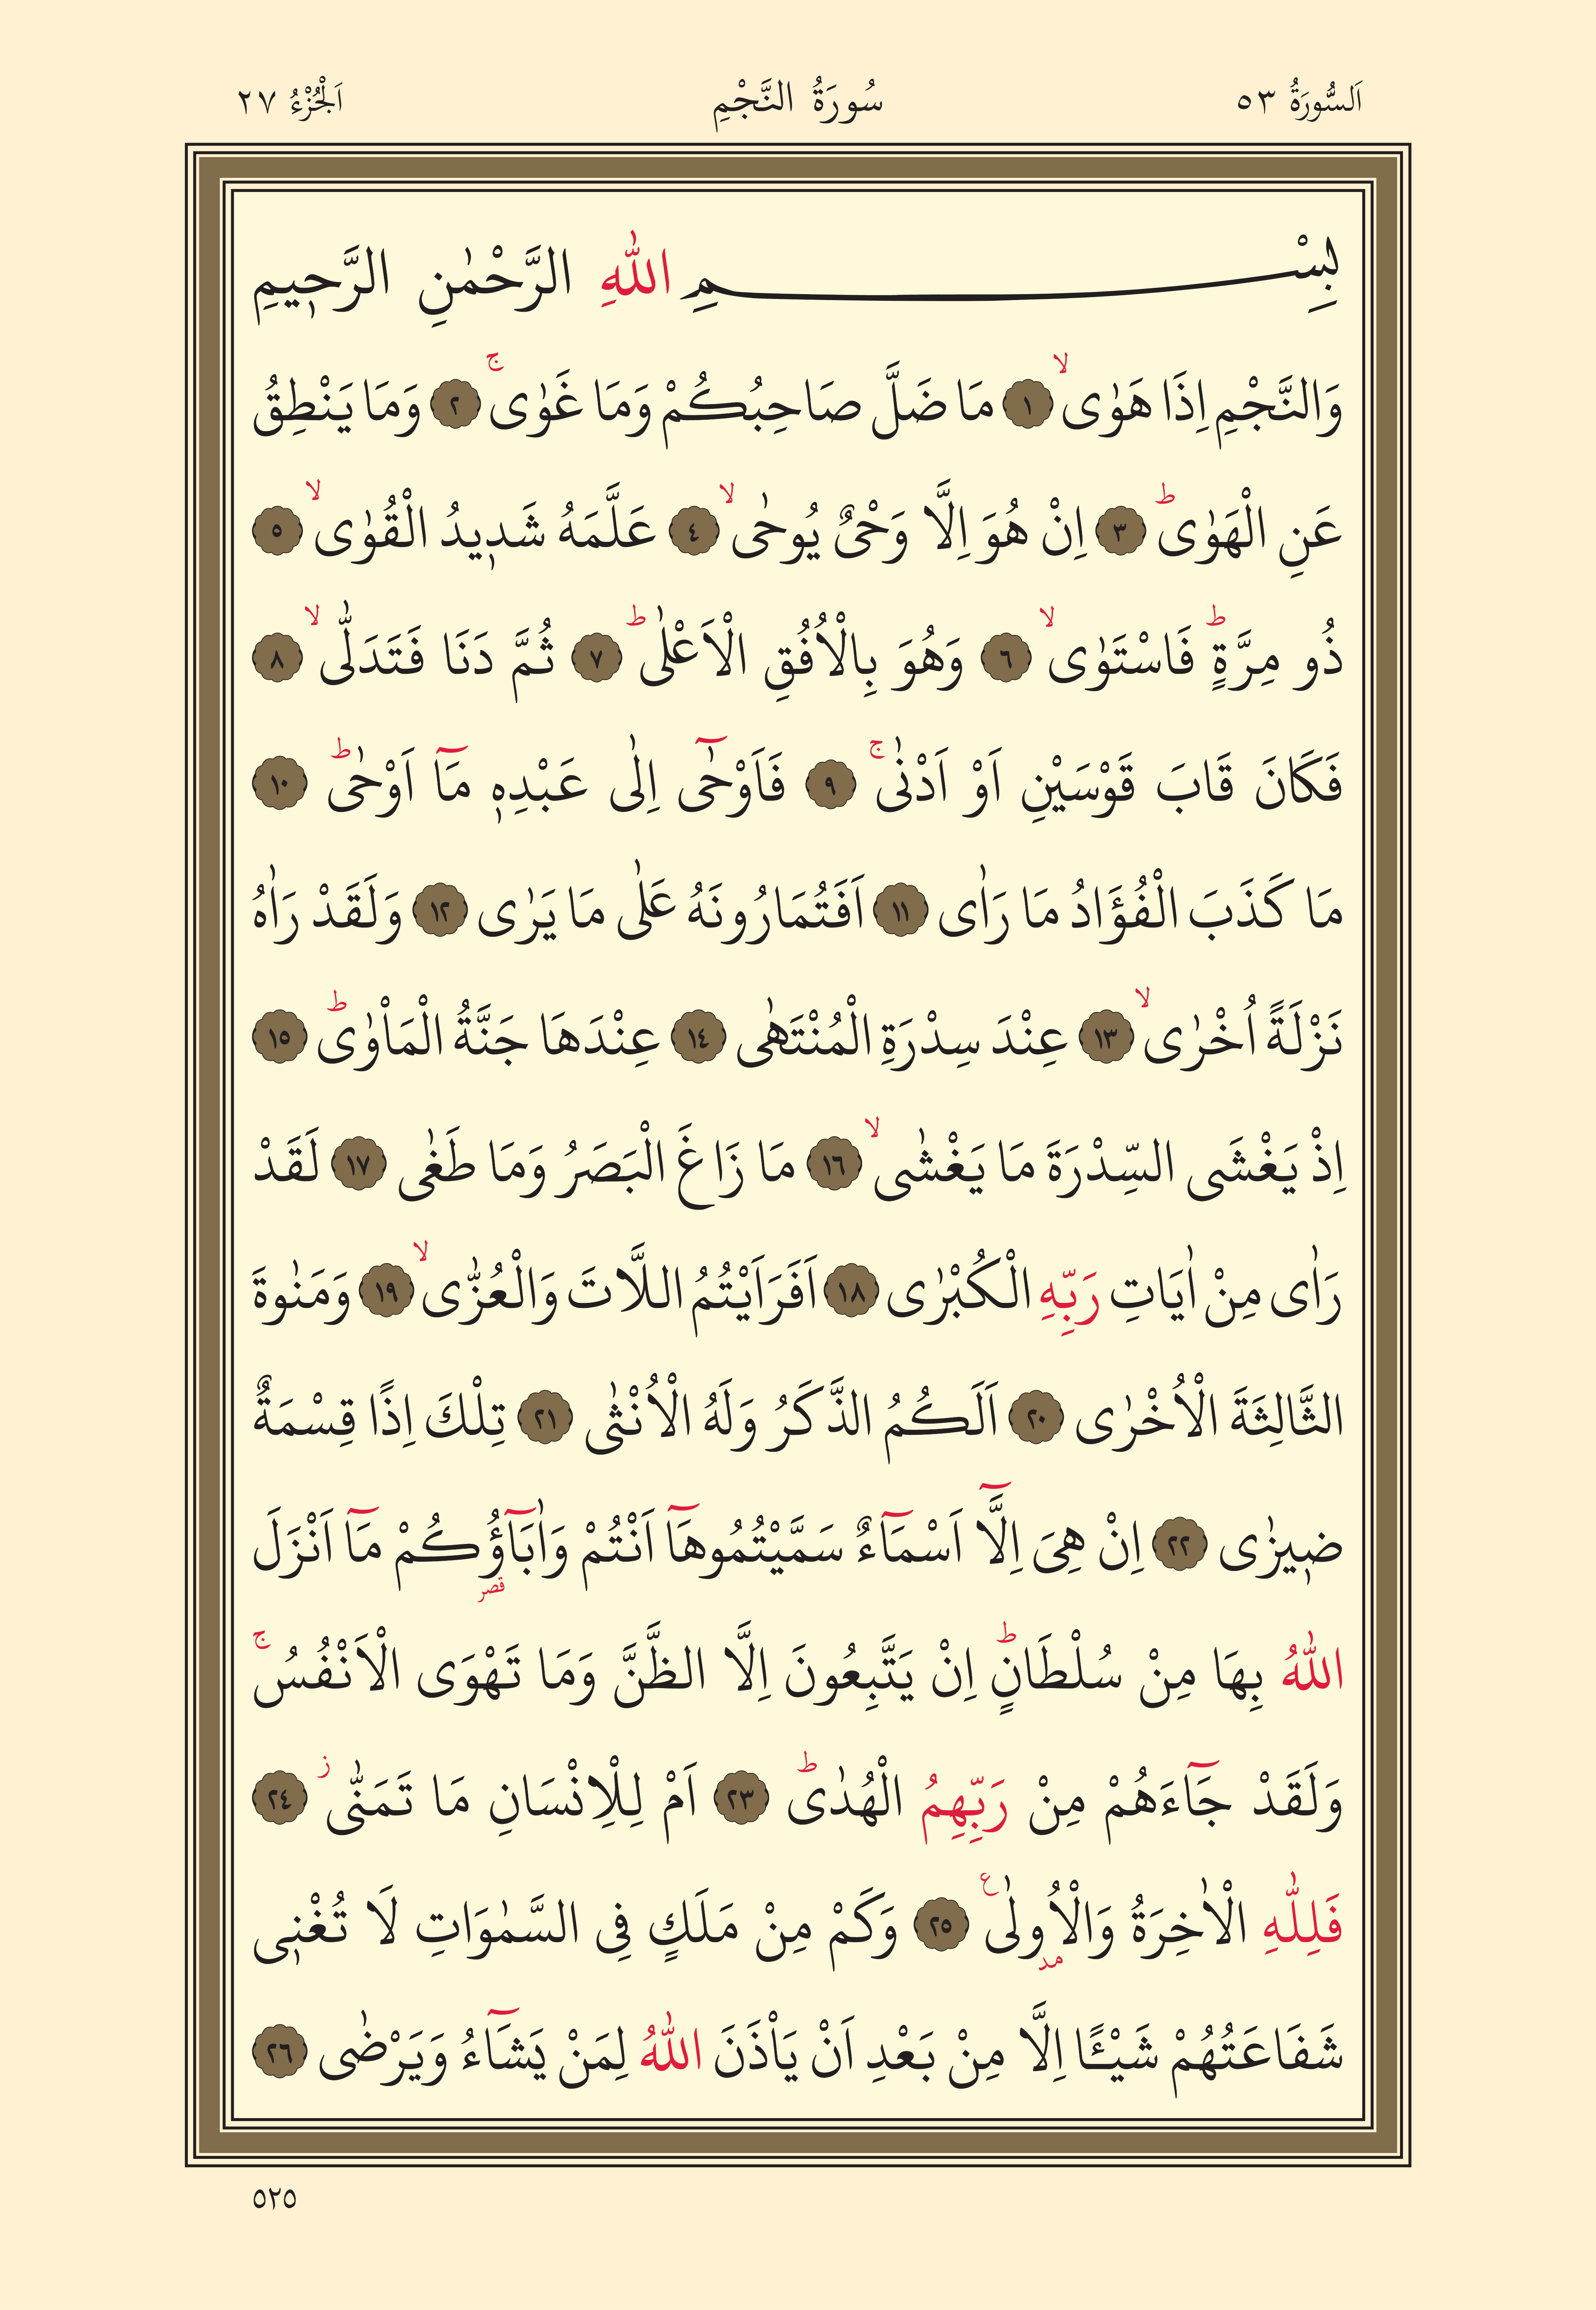 اَلسُّورَةُ ٥٣ سُورَةُ النَّجْمِ اَلْجُزْءُ ٢٧
بِسْمِ اللّٰهِ الرَّحْمٰنِ الرَّح۪يمِ
وَالنَّجْمِ اِذَا هَوٰىۙ ﴿١﴾ مَا ضَلَّ صَاحِبُكُمْ وَمَا غَوٰىۚ ﴿٢﴾ وَمَا يَنْطِقُ
عَنِ الْهَوٰىۜ ﴿٣﴾ اِنْ هُوَ اِلَّا وَحْيٌ يُوحٰىۙ ﴿٤﴾ عَلَّمَهُ شَد۪يدُ الْقُوٰىۙ ﴿٥﴾
ذُو مِرَّةٍۜ فَاسْتَوٰىۙ ﴿٦﴾ وَهُوَ بِالْاُفُقِ الْاَعْلٰىۜ ﴿٧﴾ ثُمَّ دَنَا فَتَدَلّٰىۙ ﴿٨﴾
فَكَانَ قَابَ قَوْسَيْنِ اَوْ اَدْنٰىۚ ﴿٩﴾ فَاَوْحٰٓى اِلٰى عَبْدِه۪ مَٓا اَوْحٰىۜ ﴿١٠﴾
مَا كَذَبَ الْفُؤَادُ مَا رَاٰى ﴿١١﴾ اَفَتُمَارُونَهُ عَلٰى مَا يَرٰى ﴿١٢﴾ وَلَقَدْ رَاٰهُ
نَزْلَةً اُخْرٰىۙ ﴿١٣﴾ عِنْدَ سِدْرَةِ الْمُنْتَهٰى ﴿١٤﴾ عِنْدَهَا جَنَّةُ الْمَأْوٰىۜ ﴿١٥﴾
اِذْ يَغْشَى السِّدْرَةَ مَا يَغْشٰىۙ ﴿١٦﴾ مَا زَاغَ الْبَصَرُ وَمَا طَغٰى ﴿١٧﴾ لَقَدْ
رَاٰى مِنْ اٰيَاتِ رَبِّهِ الْكُبْرٰى ﴿١٨﴾ اَفَرَاَيْتُمُ اللَّاتَ وَالْعُزّٰىۙ ﴿١٩﴾ وَمَنٰوةَ
الثَّالِثَةَ الْاُخْرٰى ﴿٢٠﴾ اَلَكُمُ الذَّكَرُ وَلَهُ الْاُنْثٰى ﴿٢١﴾ تِلْكَ اِذًا قِسْمَةٌ
ض۪يزٰى ﴿٢٢﴾ اِنْ هِيَ اِلَّٓا اَسْمَٓاءٌ سَمَّيْتُمُوهَٓا اَنْتُمْ وَاٰبَٓاؤُ۬كُمْ مَٓا اَنْزَلَ
اللّٰهُ بِهَا مِنْ سُلْطَانٍۜ اِنْ يَتَّبِعُونَ اِلَّا الظَّنَّ وَمَا تَهْوَى الْاَنْفُسُۚ
وَلَقَدْ جَٓاءَهُمْ مِنْ رَبِّهِمُ الْهُدٰىۜ ﴿٢٣﴾ اَمْ لِلْاِنْسَانِ مَا تَمَنّٰىۘ ﴿٢٤﴾
فَلِلّٰهِ الْاٰخِرَةُ وَالْاُو۫لٰى۟ ﴿٢٥﴾ وَكَمْ مِنْ مَلَكٍ فِي السَّمٰوَاتِ لَا تُغْن۪ي
شَفَاعَتُهُمْ شَيْـًٔا اِلَّا مِنْ بَعْدِ اَنْ يَأْذَنَ اللّٰهُ لِمَنْ يَشَٓاءُ وَيَرْضٰى ﴿٢٦﴾
٥٢٥